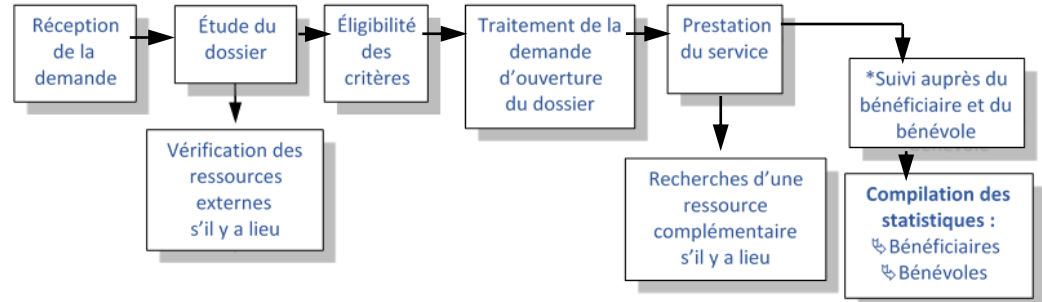 Réception
de la
demande
Étude du
dossier
Éligibilité
des
critères
Traitement de la
demande
d'ouverture
du dossier
Prestation
du service
*Suivi auprès du
bénéficiaire et du
bénévole
Vérification des
ressources
externes
s'il y a lieu
Recherches d'une
ressource
complémentaire
s'il y a lieu
Compilation des
statistiques :
⮱ Bénéficiaires
⮱ Bénévoles